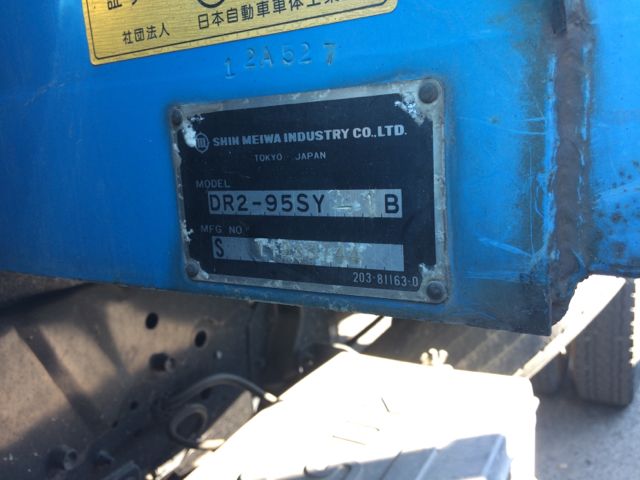 社団法人 日本自動車車体工業
12A527
SHIN MEIWA INDUSTRY CO.,LTD.
TOKYO JAPAN
MODEL
DR2-95SY-1B
MFG NO
S
203-81163-0